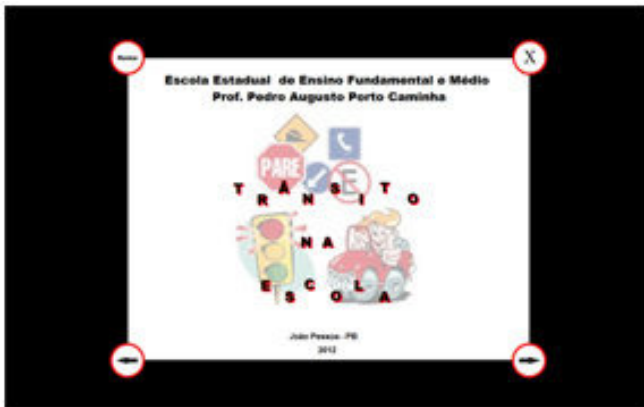 Home
X
Escola Estadual de Ensino Fundamental e Médio
Prof. Pedro Augusto Porto Caminha
PARE
E
TRÂNSITO
NA
ESCOLA
João Pessoa - PB
2012